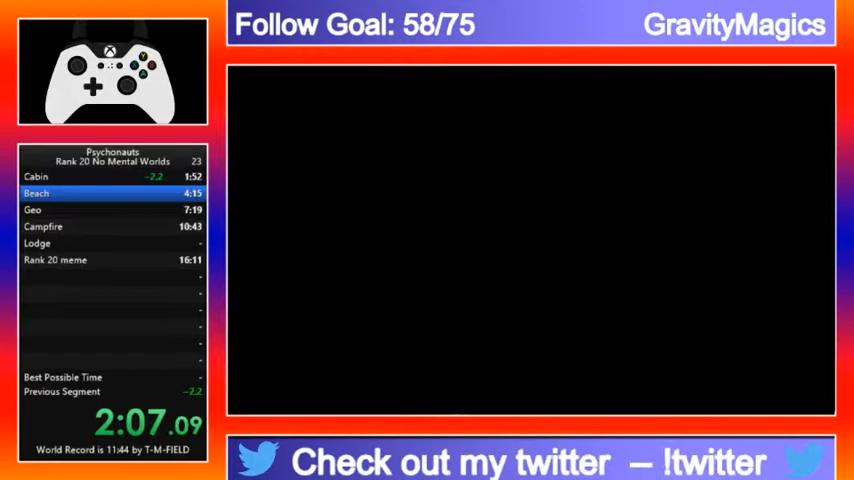 Follow Goal: 58/75 GravityMagics
Psychonauts
Rank 20 No Mental Worlds 23
Cabin -2.2 1:52
Beach 4:15
Geo 7:19
Campfire 10:43
Lodge -
Rank 20 meme 16:11
-
-
-
-
-
-
Best Possible Time -
Previous Segment -2.2
2:07.09
World Record is 11:44 by T-M-FIELD
Check out my twitter – !twitter